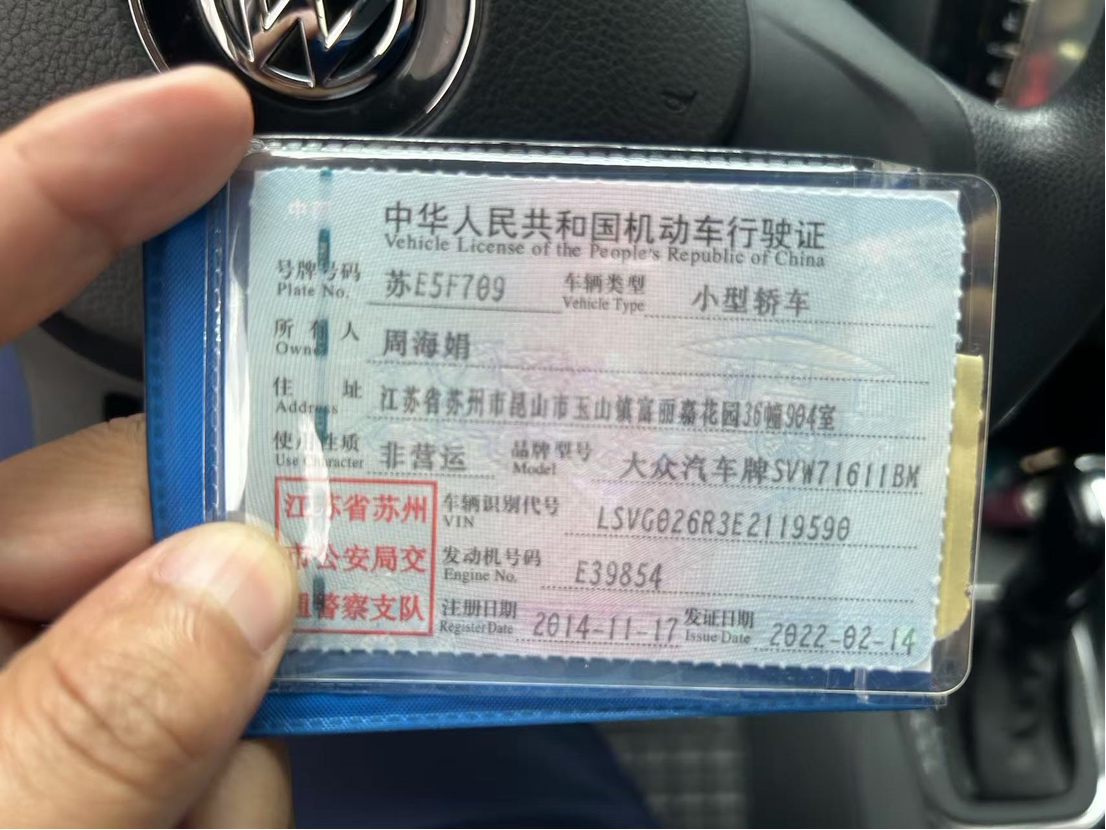 中华人民共和国机动车行驶证
Vehicle License of the People's Republic of China
号牌号码 苏E5F709 车辆类型 小型轿车
Plate No. Vehicle Type
所有人 周海娟
Owner
住址 江苏省苏州市昆山市玉山镇富丽嘉花园36幢904室
Address
使用性质 非营运 品牌型号 大众汽车牌SVW71611BM
Use Character Model
江苏省苏州 车辆识别代号 LSVG026R3E2119590
VIN
市公安局交 发动机号码 E39854
Engine No.
通警察支队 注册日期 2014-11-17 发证日期 2022-02-14
Register Date Issue Date